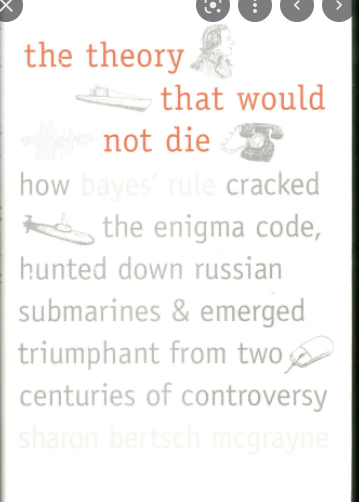 the theory
that would
not die
how bayes' rule cracked
the enigma code,
hunted down russian
submarines & emerged
triumphant from two
centuries of controversy
sharon bertsch mcgrayne